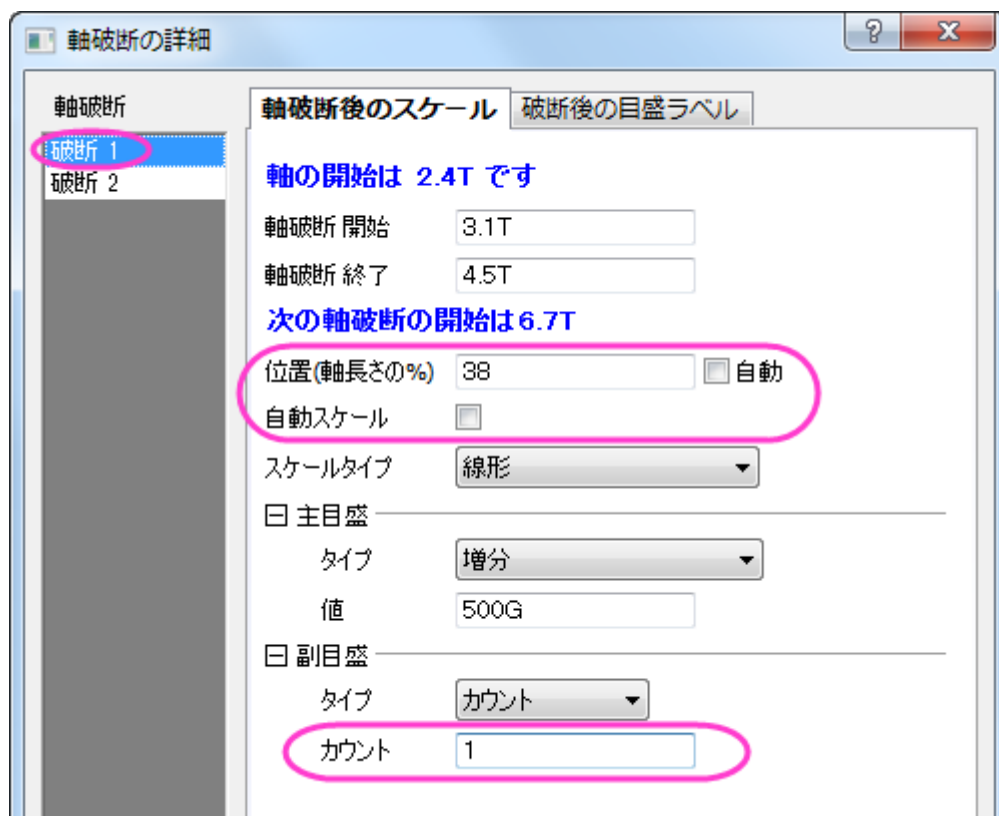 軸破断の詳細
軸破断
破断 1
破断 2
軸破断後のスケール 破断後の目盛ラベル
軸の開始は 2.4T です
軸破断 開始 3.1T
軸破断 終了 4.5T
次の軸破断の開始は6.7T
位置(軸長さの%) 38 自動
自動スケール
スケールタイプ 線形
主目盛
タイプ 増分
値 500G
副目盛
タイプ カウント
カウント 1